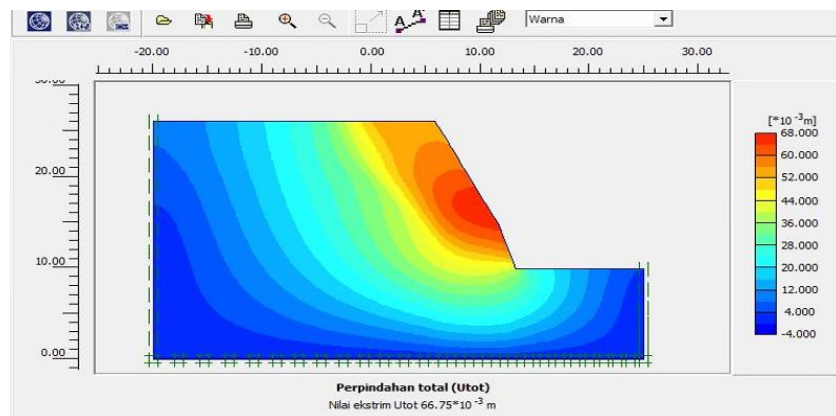 Warna
-20.00 -10.00 0.00 10.00 20.00 30.00
20.00
10.00
0.00
[*10 -3 m]
68.000
60.000
52.000
44.000
36.000
28.000
20.000
12.000
4.000
-4.000
Perpindahan total (Utot)
Nilai ekstrim Utot 66.75*10 -3 m